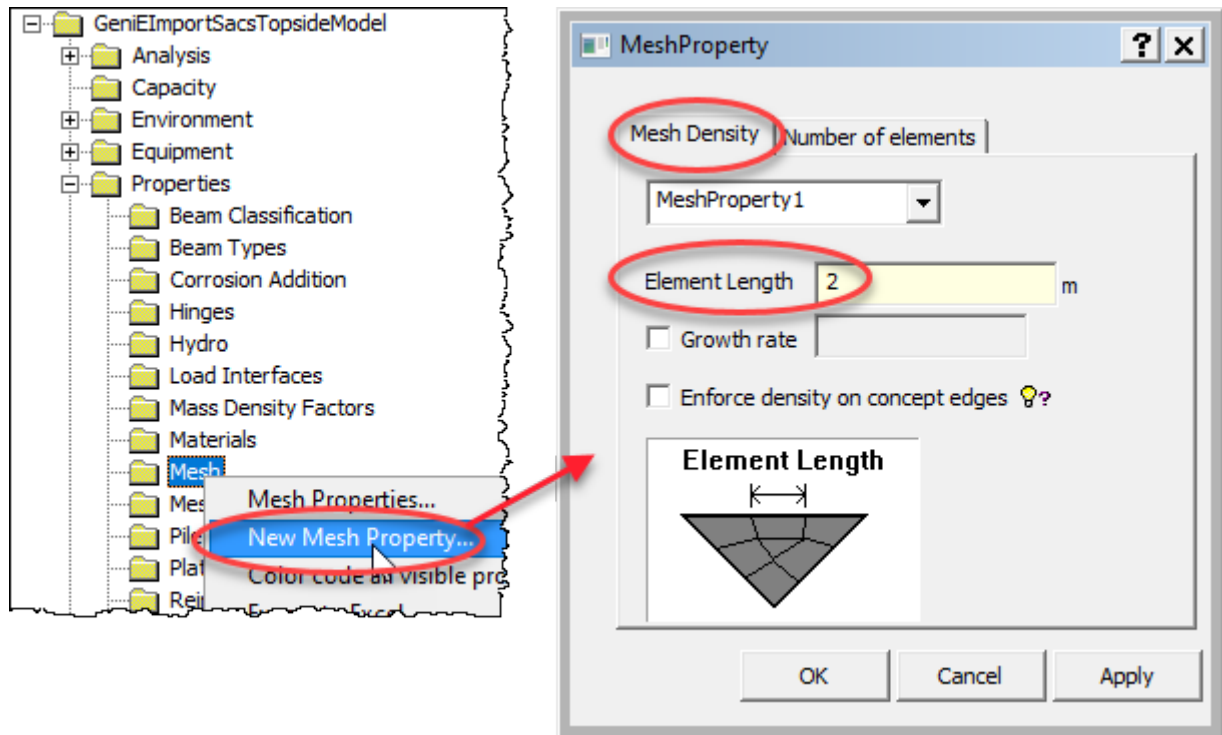 GeniEImportSacsTopsideModel
Analysis
Capacity
Environment
Equipment
Properties
Beam Classification
Beam Types
Corrosion Addition
Hinges
Hydro
Load Interfaces
Mass Density Factors
Materials
Mesh
Mesh Properties...
New Mesh Property...
MeshProperty
Mesh Density
Number of elements
MeshProperty1
Element Length 2 m
Growth rate
Enforce density on concept edges ?
Element Length
OK Cancel Apply